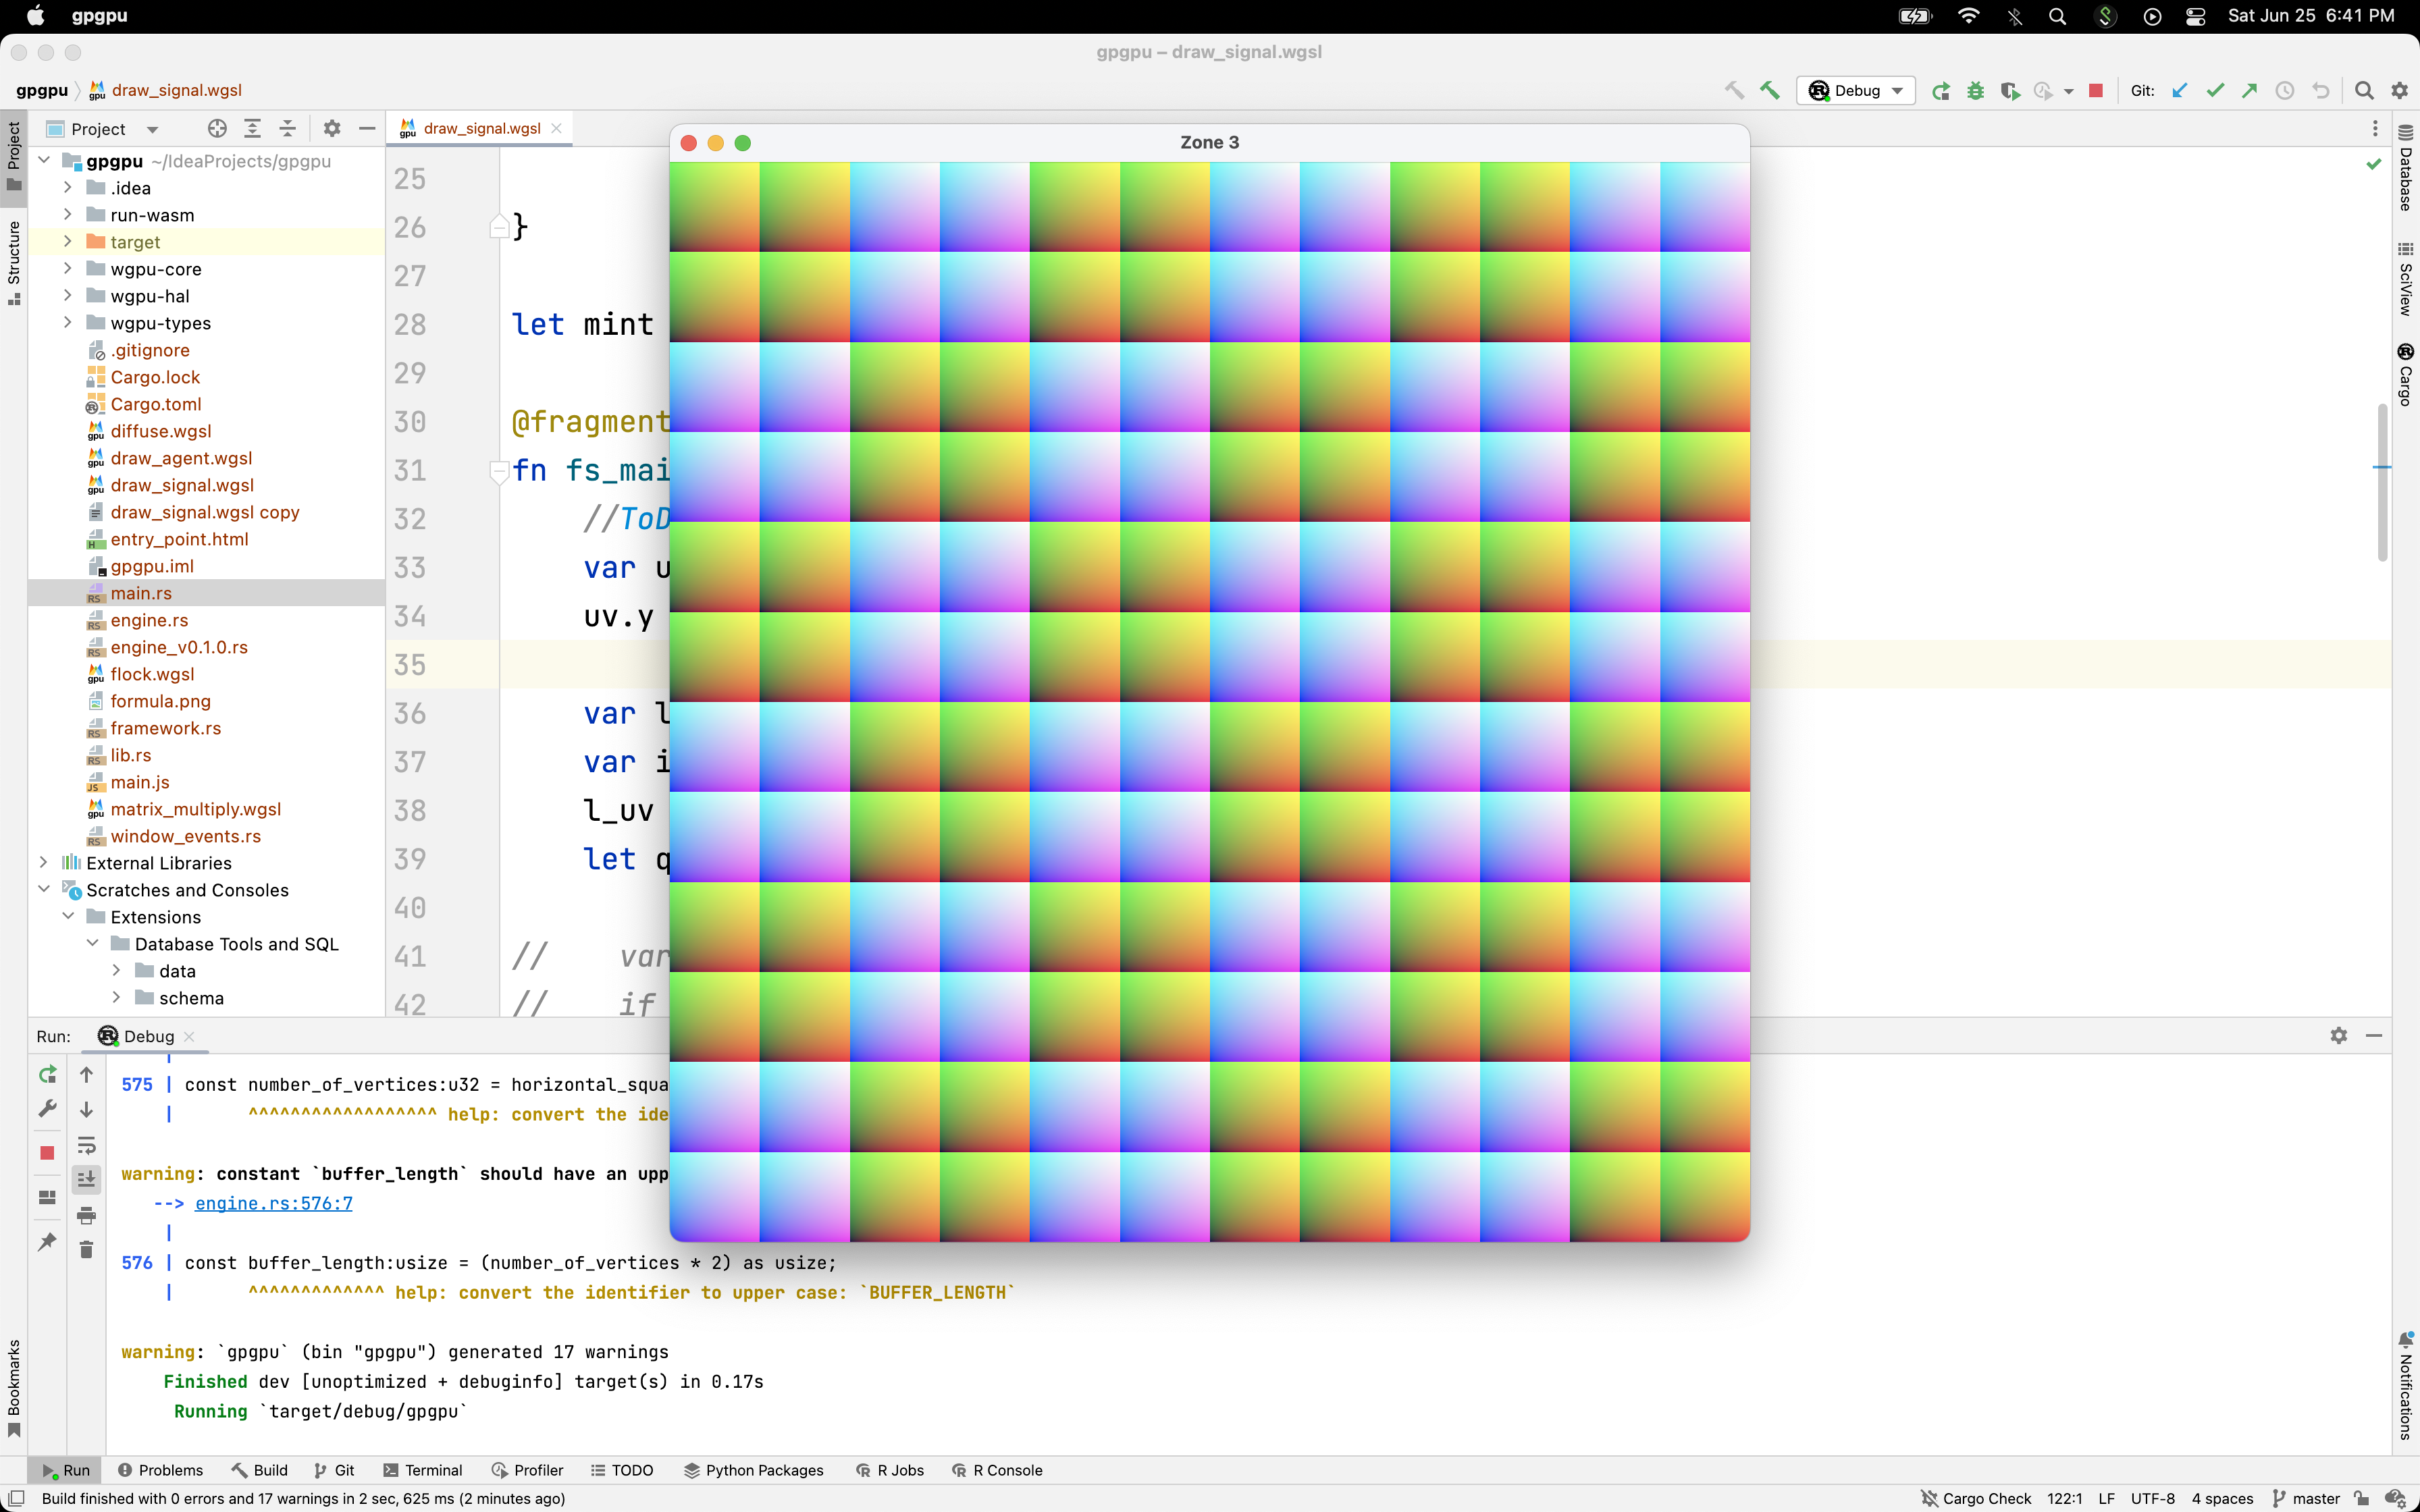 gpgpu
Sat Jun 25 6:41 PM
gpgpu – draw_signal.wgsl
gpgpu
gpu
draw_signal.wgsl
Debug
Git:
Project
gpu
draw_signal.wgsl
Zone 3
Project
Structure
Bookmarks
Database
SciView
Cargo
Notifications
gpgpu ~/IdeaProjects/gpgpu
.idea
run-wasm
target
wgpu-core
wgpu-hal
wgpu-types
.gitignore
Cargo.lock
Cargo.toml
diffuse.wgsl
draw_agent.wgsl
draw_signal.wgsl
draw_signal.wgsl copy
entry_point.html
gpgpu.iml
main.rs
engine.rs
engine_v0.1.0.rs
flock.wgsl
formula.png
framework.rs
lib.rs
main.js
matrix_multiply.wgsl
window_events.rs
External Libraries
Scratches and Consoles
Extensions
Database Tools and SQL
data
schema
25
26 }
27
28 let mint
29
30 @fragment
31 fn fs_mai
32 //ToD
33 var u
34 uv.y
35
36 var l
37 var i
38 l_uv
39 let q
40
41 // var
42 // if
Run:
Debug
575 | const number_of_vertices:u32 = horizontal_squa
| ^^^^^^^^^^^^^^^^^^ help: convert the ide
warning: constant `buffer_length` should have an upp
--> engine.rs:576:7
|
576 | const buffer_length:usize = (number_of_vertices * 2) as usize;
| ^^^^^^^^^^^^^ help: convert the identifier to upper case: `BUFFER_LENGTH`
warning: `gpgpu` (bin "gpgpu") generated 17 warnings
Finished dev [unoptimized + debuginfo] target(s) in 0.17s
Running `target/debug/gpgpu`
Run
Problems
Build
Git
Terminal
Profiler
TODO
Python Packages
R Jobs
R Console
Build finished with 0 errors and 17 warnings in 2 sec, 625 ms (2 minutes ago)
Cargo Check
122:1
LF
UTF-8
4 spaces
master